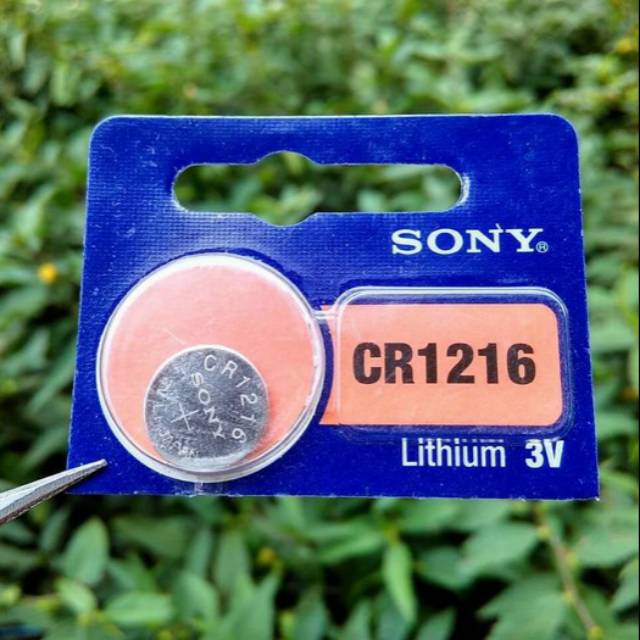 SONY®
CR1216
Lithium 3V
CR1216
SONY
+